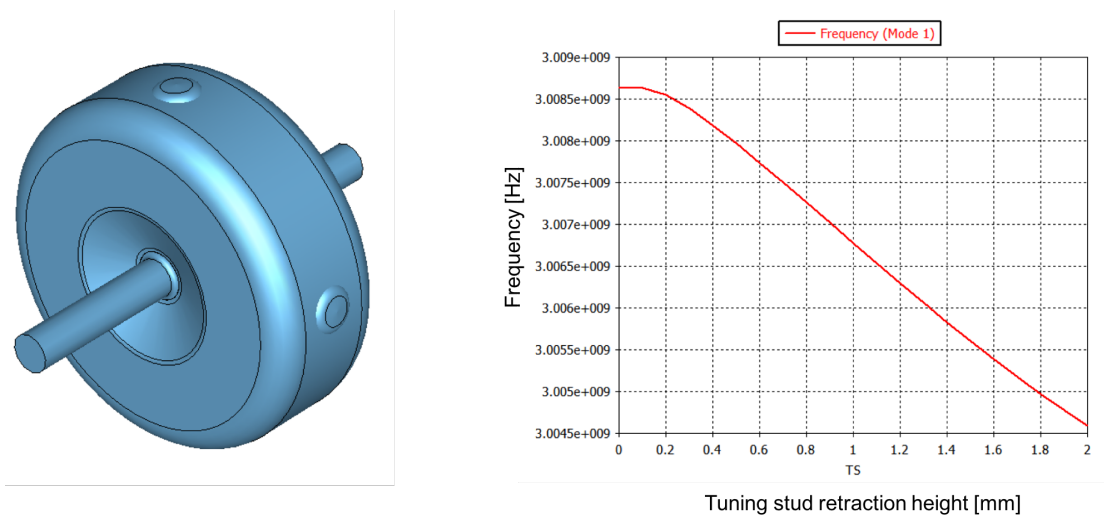 Frequency (Mode 1)
3.009e+009
3.0085e+009
3.008e+009
3.0075e+009
3.007e+009
3.0065e+009
3.006e+009
3.0055e+009
3.005e+009
3.0045e+009
Frequency [Hz]
0 0.2 0.4 0.6 0.8 1 1.2 1.4 1.6 1.8 2
TS
Tuning stud retraction height [mm]